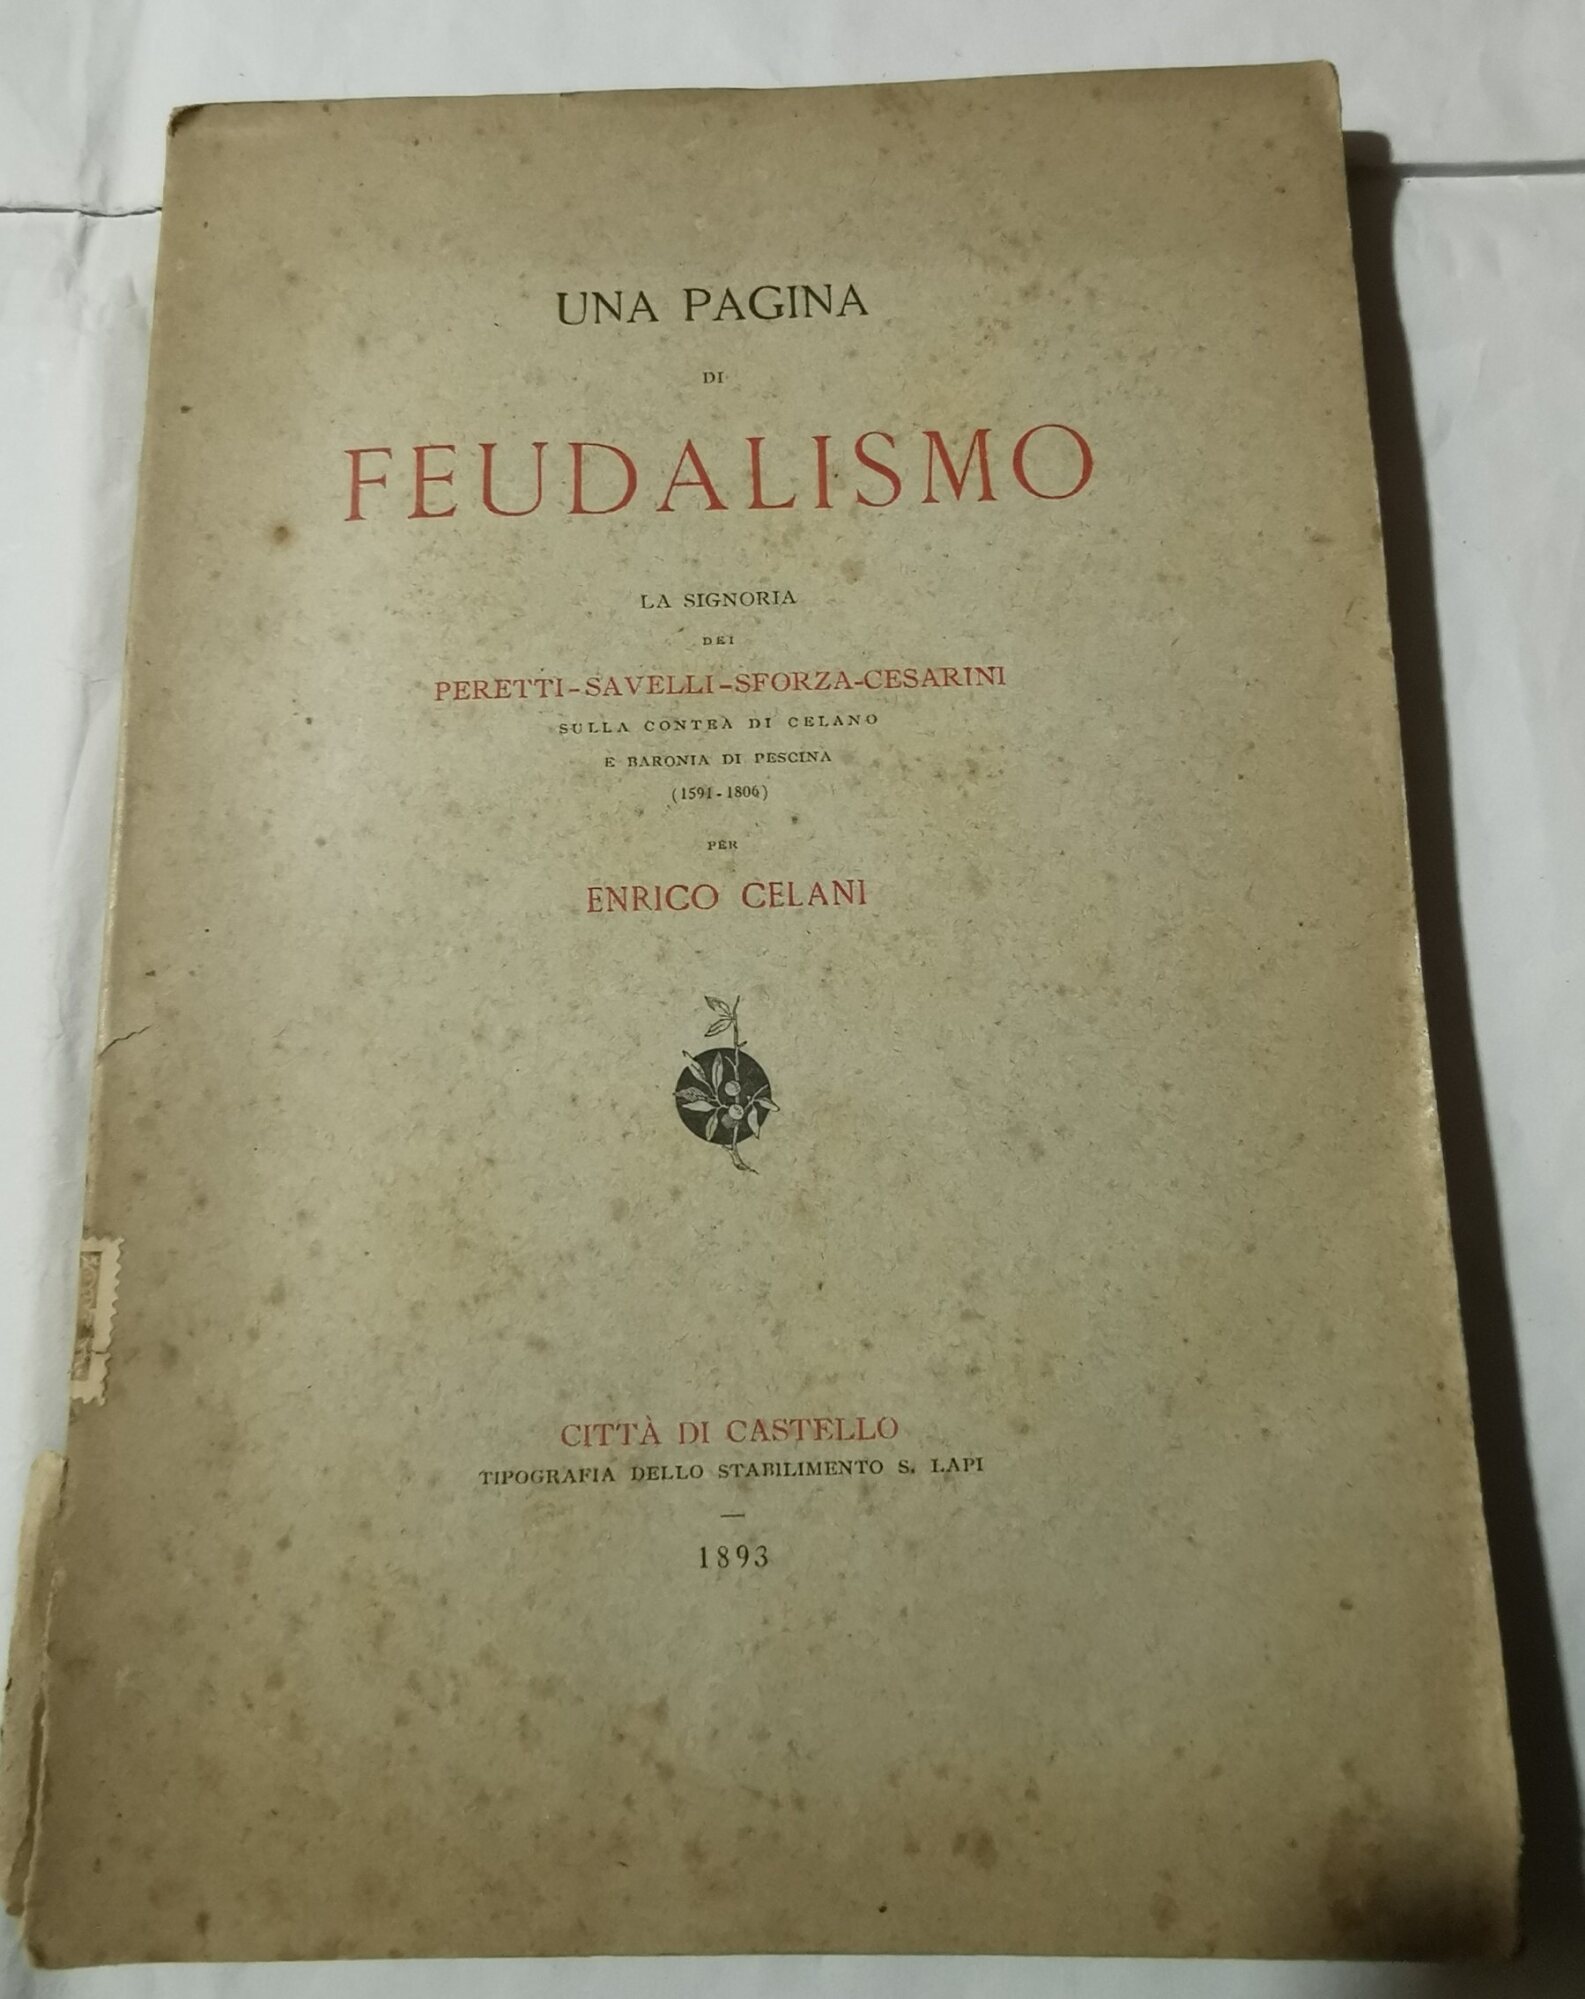 UNA PAGINA
DI
FEUDALISMO
LA SIGNORIA
DEI
PERETTI-SAVELLI-SFORZA-CESARINI
SULLA CONTEA DI CELANO
E BARONIA DI PESCINA
(1591-1806)
PER
ENRICO CELANI
CITTÀ DI CASTELLO
TIPOGRAFIA DELLO STABILIMENTO S. LAPI
—
1893